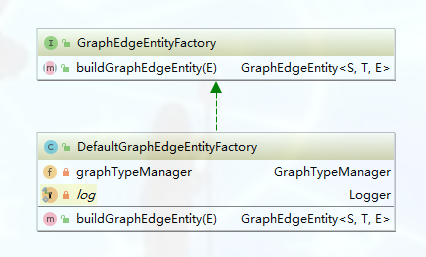 GraphEdgeEntityFactory
buildGraphEdgeEntity(E) GraphEdgeEntity<S, T, E>
DefaultGraphEdgeEntityFactory
graphTypeManager GraphTypeManager
log Logger
buildGraphEdgeEntity(E) GraphEdgeEntity<S, T, E>